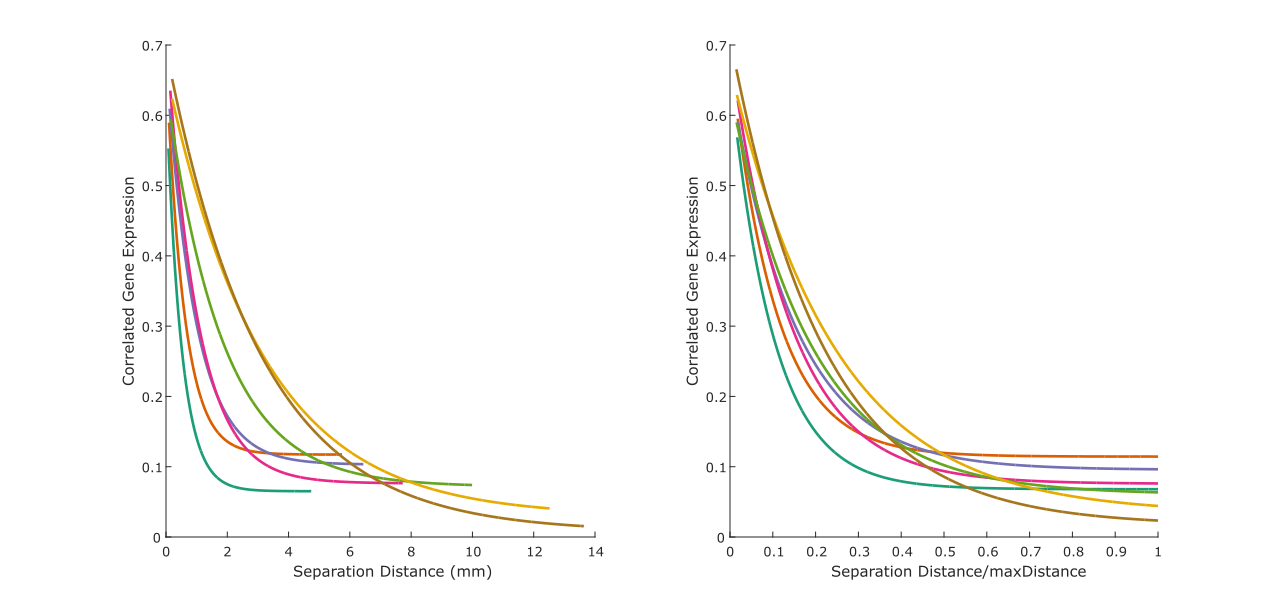 0.7
0.6
0.5
0.4
0.3
0.2
0.1
0
Correlated Gene Expression
0 2 4 6 8 10 12 14
Separation Distance (mm)
0.7
0.6
0.5
0.4
0.3
0.2
0.1
0
Correlated Gene Expression
0 0.1 0.2 0.3 0.4 0.5 0.6 0.7 0.8 0.9 1
Separation Distance/maxDistance